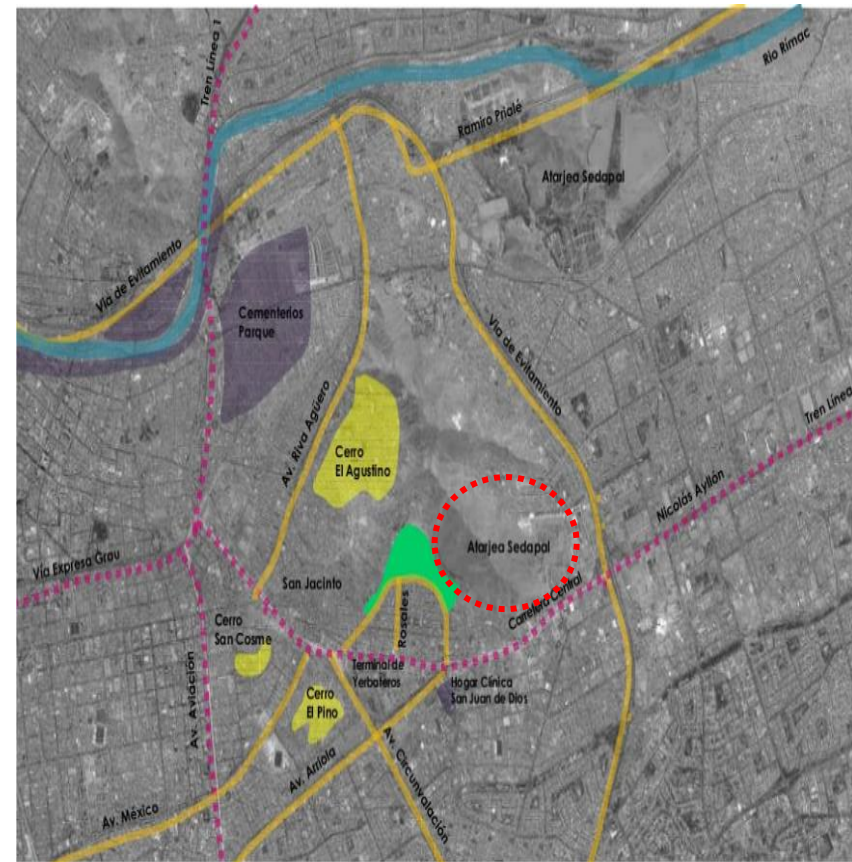 Tren Línea 1
Río Rímac
Ramiro Prialé
Atarjea Sedapal
Vía de Evitamiento
Cementerios
Parque
Vía de Evitamiento
Av. Riva Agüero
Tren Línea
Cerro
El Agustino
Nicolás Ayllón
Vía Expresa Grau
Atarjea Sedapal
San Jacinto
Carretera Central
Rosales
Cerro
San Cosme
Terminal de
Yerbateros
Hogar Clínica
San Juan de Dios
Cerro
El Pino
Av. Aviación
Av. Arriola
Av. Circunvalación
Av. México